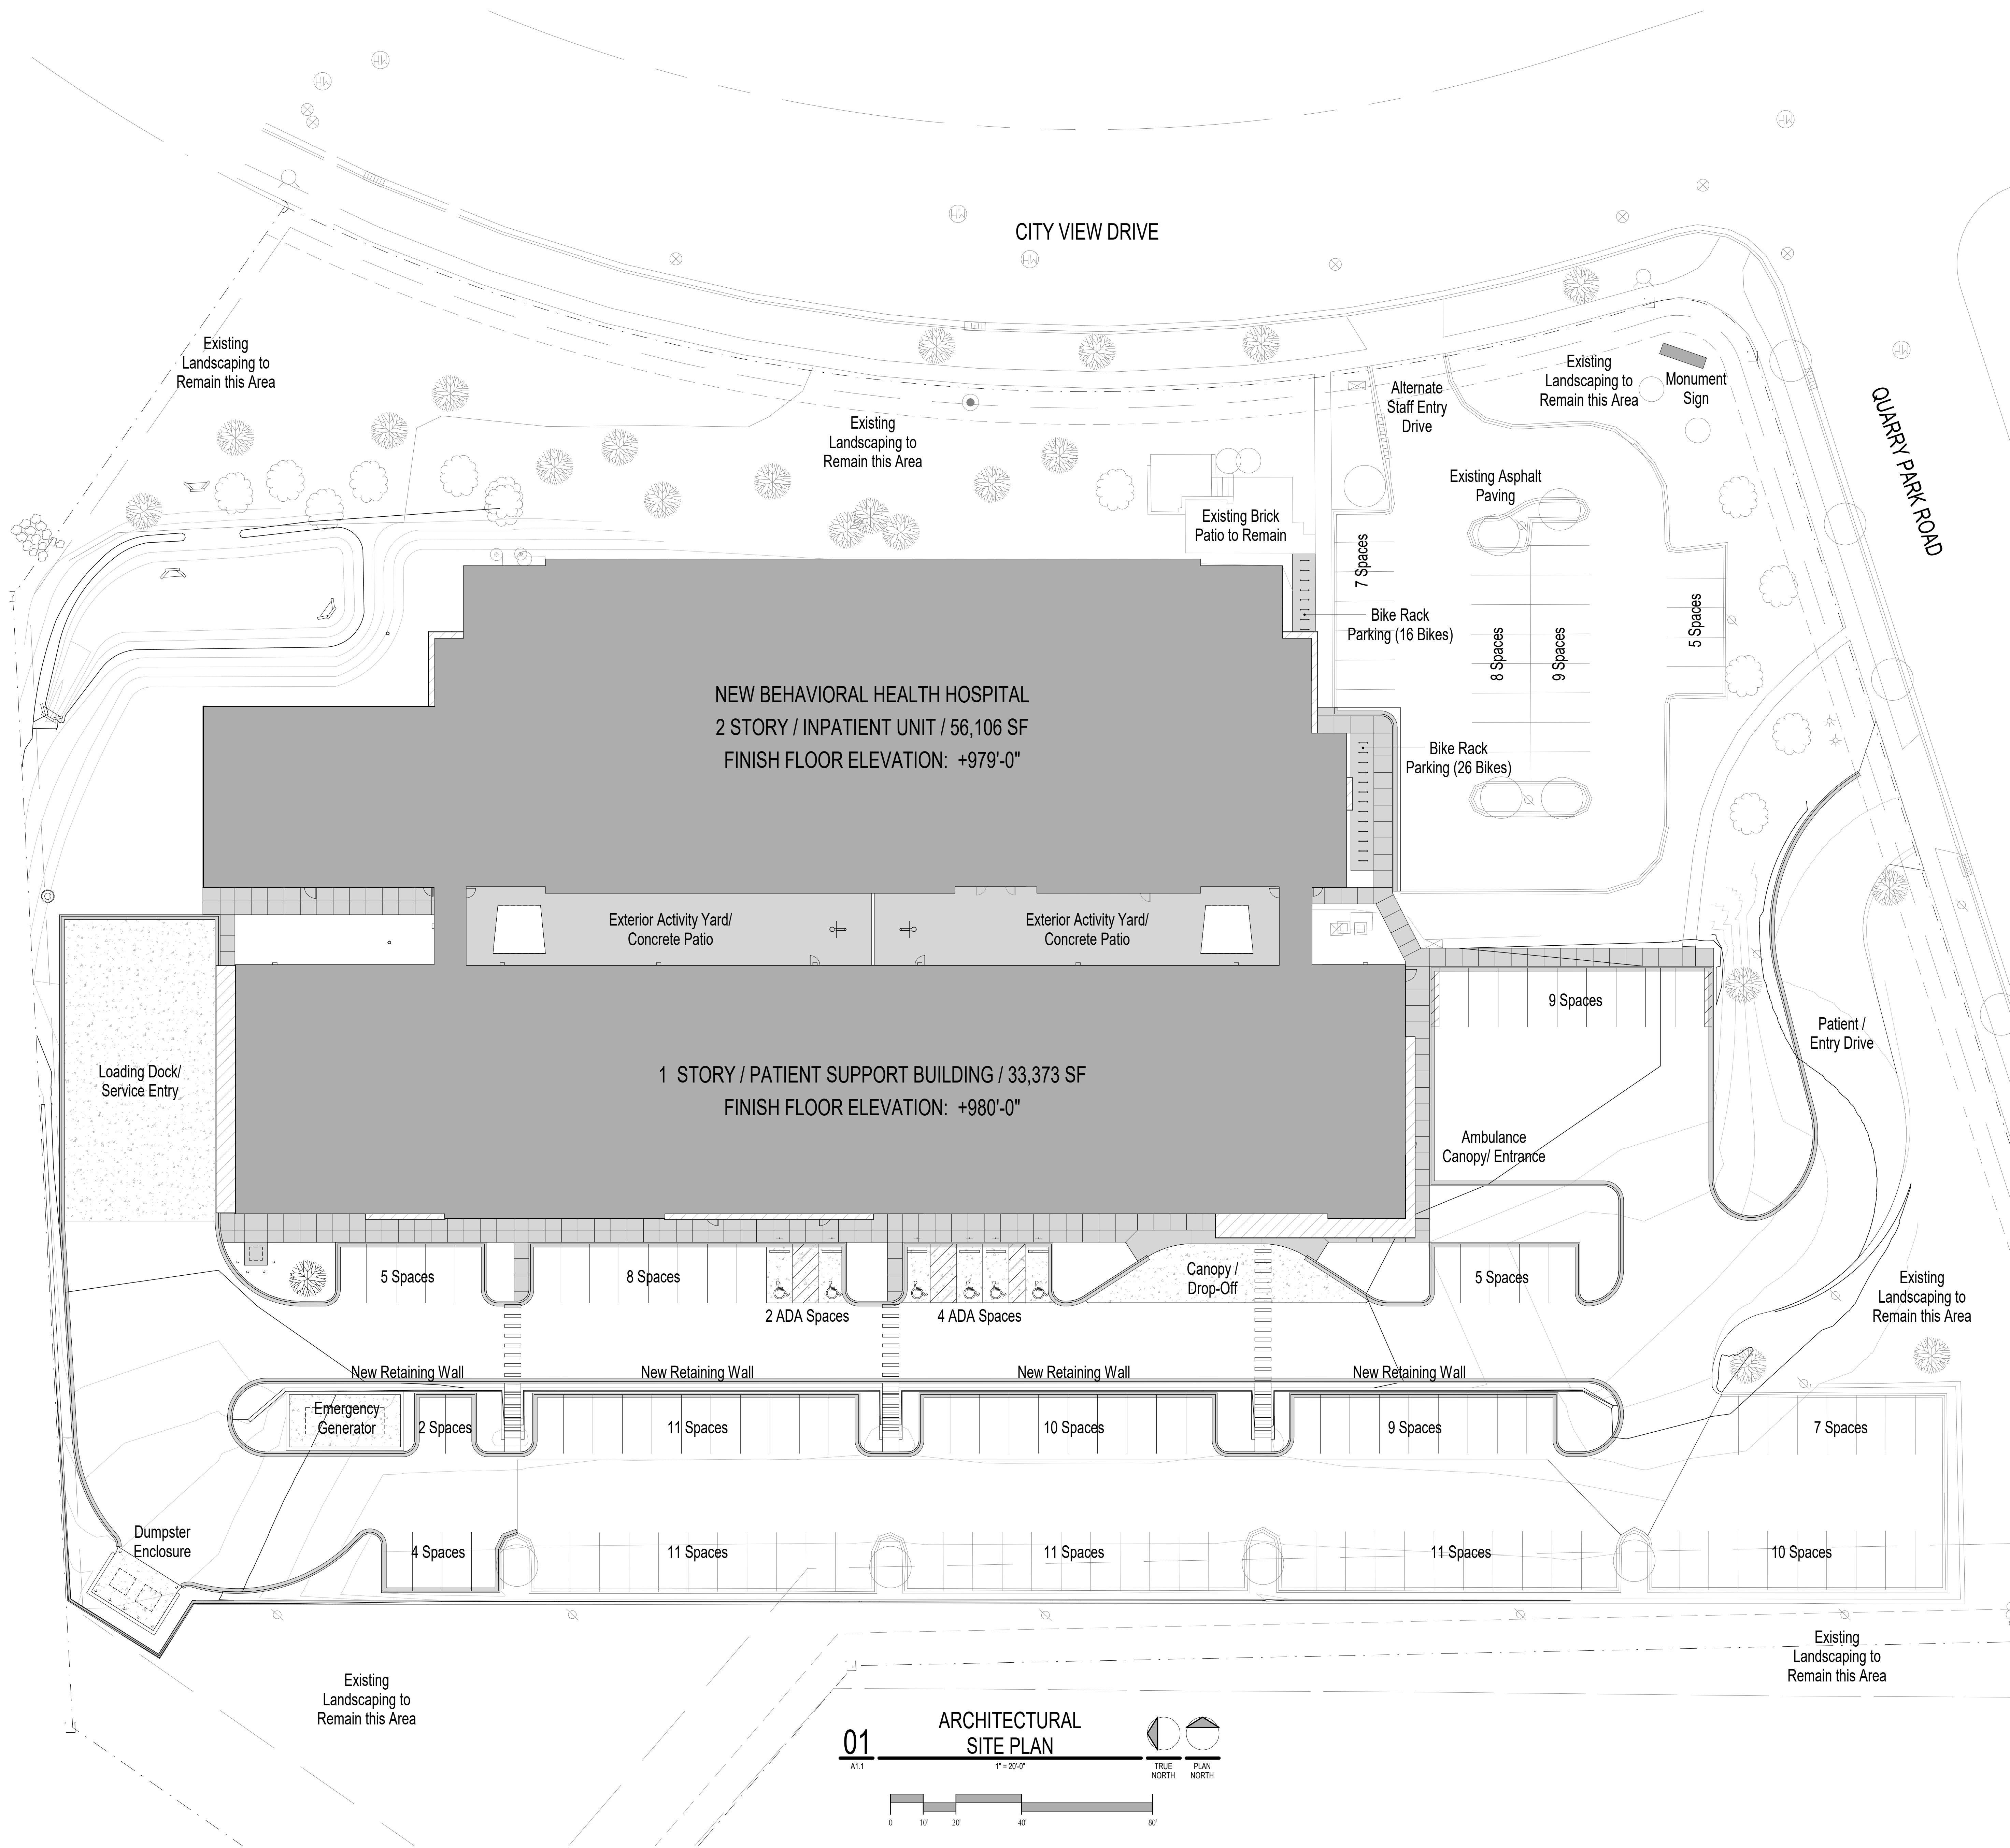 CITY VIEW DRIVE
QUARRY PARK ROAD
Existing
Landscaping to
Remain this Area
Existing
Landscaping to
Remain this Area
Alternate
Staff Entry
Drive
Existing
Landscaping to
Remain this Area
Monument
Sign
Existing Asphalt
Paving
Existing Brick
Patio to Remain
7 Spaces
Bike Rack
Parking (16 Bikes)
8 Spaces
9 Spaces
5 Spaces
NEW BEHAVIORAL HEALTH HOSPITAL
2 STORY / INPATIENT UNIT / 56,106 SF
FINISH FLOOR ELEVATION: +979'-0"
Bike Rack
Parking (26 Bikes)
Exterior Activity Yard/
Concrete Patio
Exterior Activity Yard/
Concrete Patio
9 Spaces
Patient /
Entry Drive
Loading Dock/
Service Entry
1 STORY / PATIENT SUPPORT BUILDING / 33,373 SF
FINISH FLOOR ELEVATION: +980'-0"
Ambulance
Canopy/ Entrance
5 Spaces
8 Spaces
2 ADA Spaces
4 ADA Spaces
Canopy /
Drop-Off
5 Spaces
Existing
Landscaping to
Remain this Area
New Retaining Wall
New Retaining Wall
New Retaining Wall
New Retaining Wall
Emergency
Generator
2 Spaces
11 Spaces
10 Spaces
9 Spaces
7 Spaces
Dumpster
Enclosure
4 Spaces
11 Spaces
11 Spaces
11 Spaces
10 Spaces
Existing
Landscaping to
Remain this Area
Existing
Landscaping to
Remain this Area
01
A1.1
ARCHITECTURAL
SITE PLAN
1" = 20'-0"
TRUE
NORTH
PLAN
NORTH
0 10' 20' 40' 80'
MH
MH
MH
MH
MH
MH